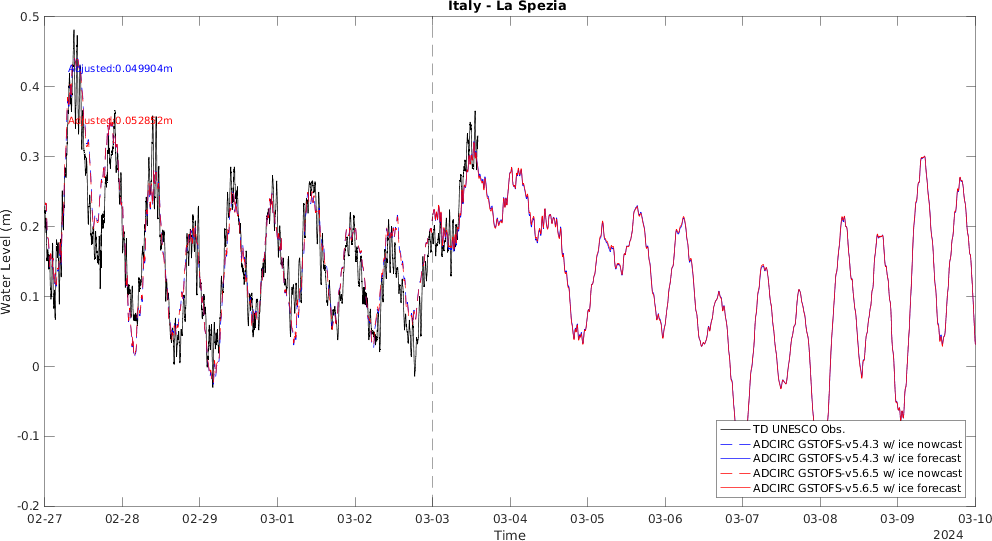 Italy - La Spezia
0.5
0.4
0.3
0.2
0.1
0
-0.1
-0.2
Water Level (m)
Adjusted:0.049904m
TD UNESCO Obs.
ADCIRC GSTOFS-v5.4.3 w/ ice nowcast
ADCIRC GSTOFS-v5.4.3 w/ ice forecast
ADCIRC GSTOFS-v5.6.5 w/ ice nowcast
ADCIRC GSTOFS-v5.6.5 w/ ice forecast
02-27 02-28 02-29 03-01 03-02 03-03 03-04 03-05 03-06 03-07 03-08 03-09 03-10
Time
2024